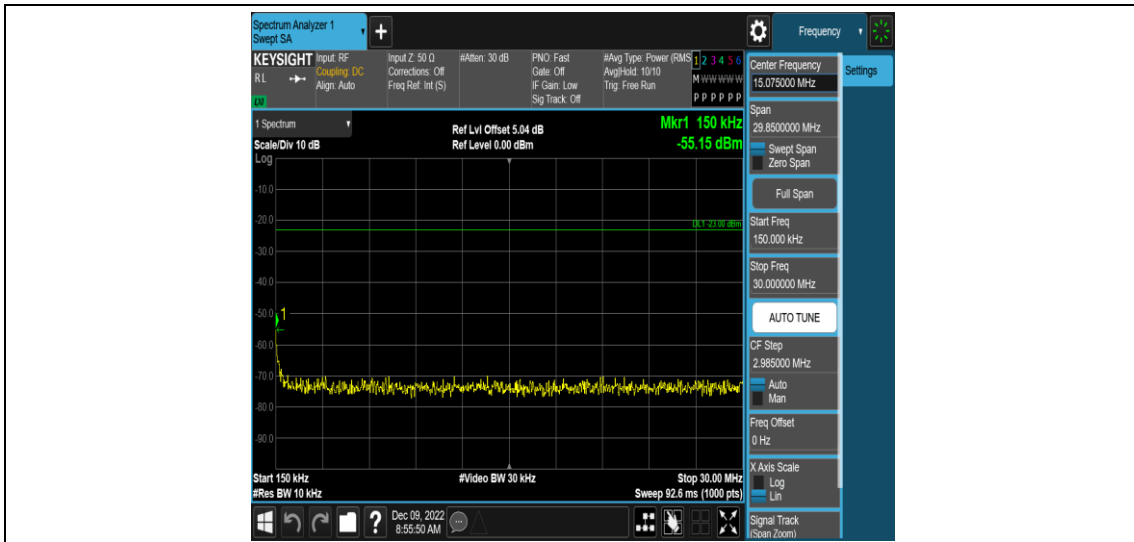 Spectrum Analyzer 1
Swept SA
+
Frequency
KEYSIGHT
RL
LXI
Input: RF
Coupling: DC
Align: Auto
Input Z: 50 Ω
Corrections: Off
Freq Ref: Int (S)
#Atten: 30 dB
PNO: Fast
Gate: Off
IF Gain: Low
Sig Track: Off
#Avg Type: Power (RMS
Avg|Hold: 10/10
Trig: Free Run
1 2 3 4 5 6
M W W W W W
P P P P P P
1 Spectrum
Scale/Div 10 dB
Log
Ref Lvl Offset 5.04 dB
Ref Level 0.00 dBm
Mkr1 150 kHz
-55.15 dBm
-10.0
-20.0
DL1 -23.00 dBm
-30.0
-40.0
-50.0
1
-60.0
-70.0
-80.0
-90.0
Start 150 kHz
#Video BW 30 kHz
Stop 30.00 MHz
#Res BW 10 kHz
Sweep 92.6 ms (1000 pts)
Center Frequency
15.075000 MHz
Settings
Span
29.8500000 MHz
Swept Span
Zero Span
Full Span
Start Freq
150.000 kHz
Stop Freq
30.000000 MHz
AUTO TUNE
CF Step
2.985000 MHz
Auto
Man
Freq Offset
0 Hz
X Axis Scale
Log
Lin
Signal Track
(Span Zoom)
?
Dec 09, 2022
8:55:50 AM